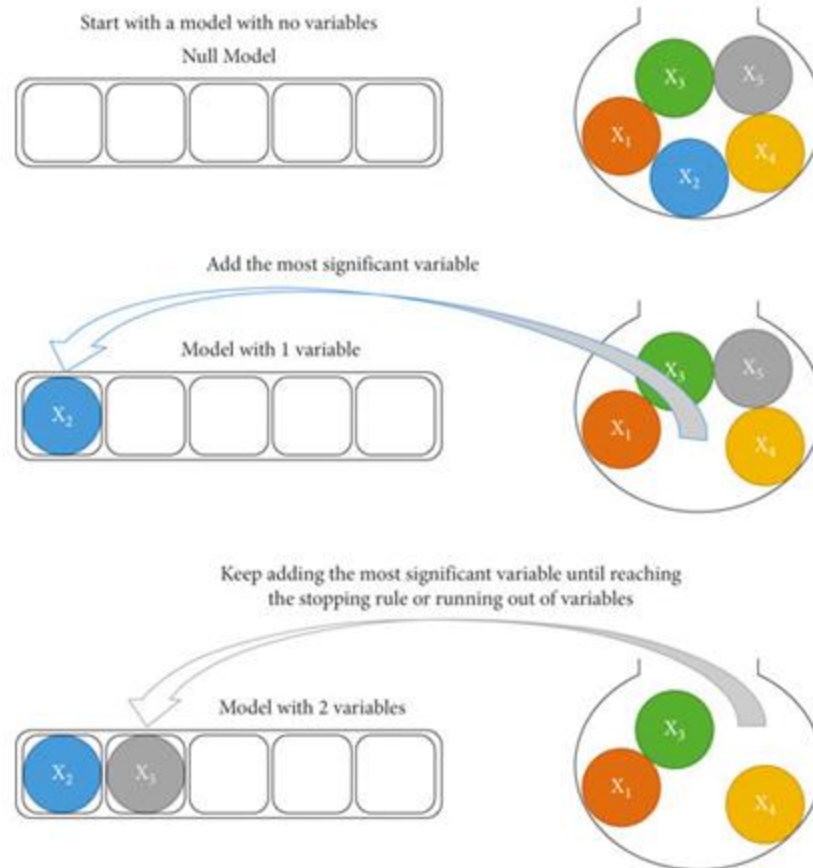 Start with a model with no variables
Null Model
X₃
X₅
X₁
X₄
X₂
Add the most significant variable
Model with 1 variable
X₃
X₅
X₂
X₁
X₄
Keep adding the most significant variable until reaching
the stopping rule or running out of variables
Model with 2 variables
X₃
X₂
X₅
X₁
X₄